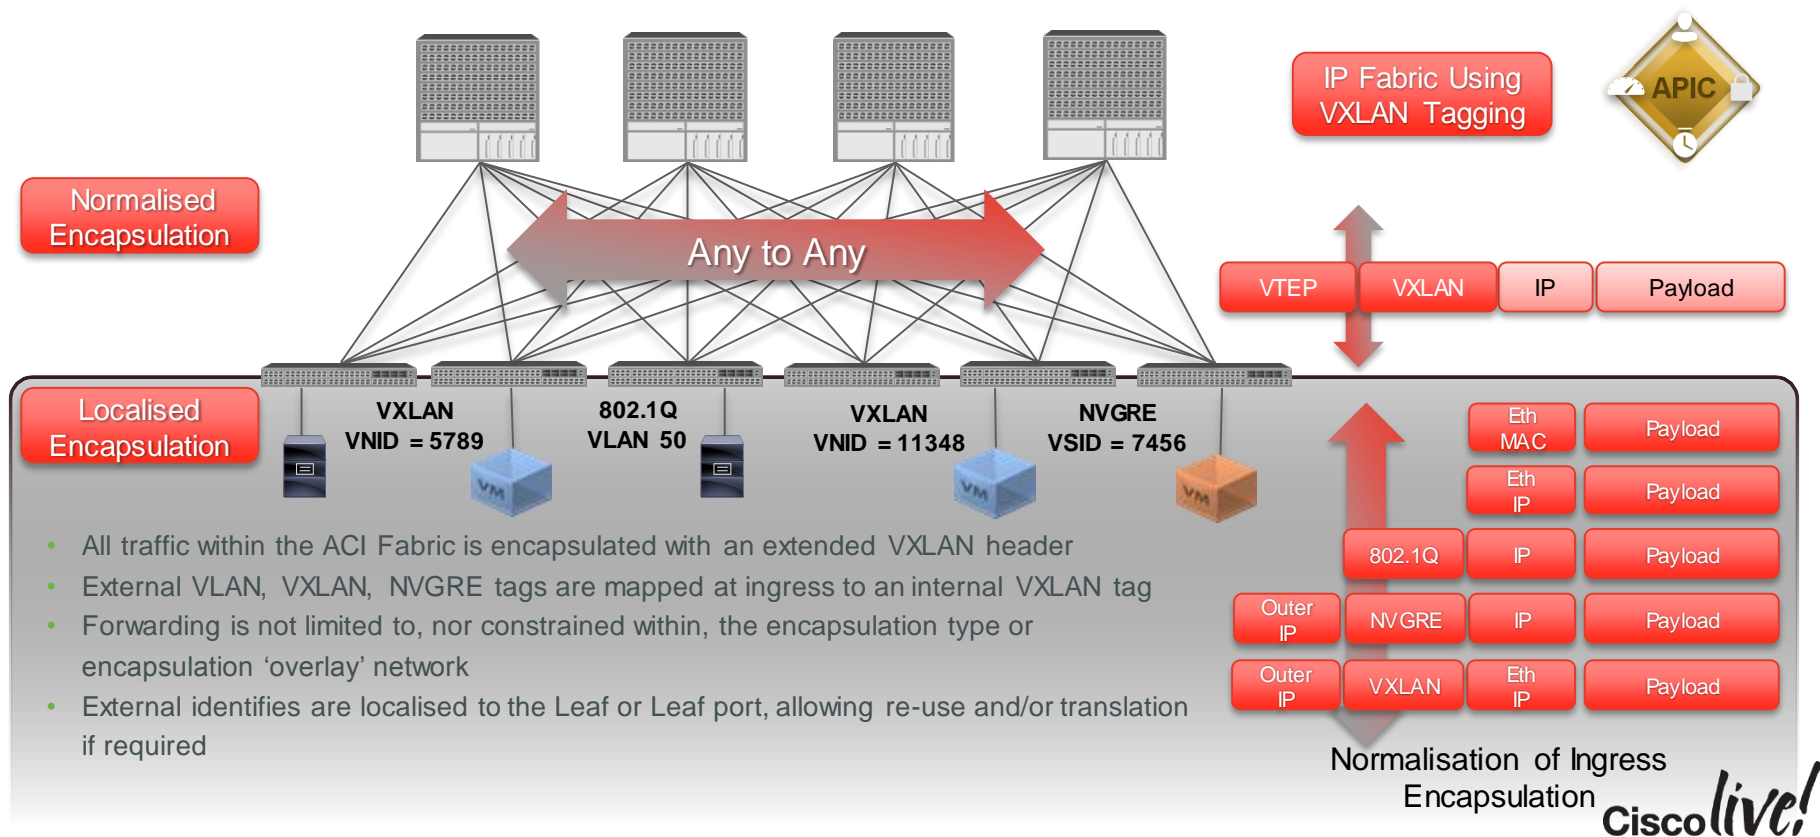 IP Fabric Using
VXLAN Tagging
APIC
Normalised
Encapsulation
Any to Any
VTEP VXLAN IP Payload
Localised
Encapsulation
VXLAN
VNID = 5789
802.1Q
VLAN 50
VXLAN
VNID = 11348
NVGRE
VSID = 7456
VM
VM
VM
Eth
MAC
Payload
Eth
IP
Payload
802.1Q IP Payload
Outer
IP
NVGRE IP Payload
Outer
IP
VXLAN
Eth
IP
Payload
• All traffic within the ACI Fabric is encapsulated with an extended VXLAN header
• External VLAN, VXLAN, NVGRE tags are mapped at ingress to an internal VXLAN tag
• Forwarding is not limited to, nor constrained within, the encapsulation type or
encapsulation ‘overlay’ network
• External identifies are localised to the Leaf or Leaf port, allowing re-use and/or translation
if required
Normalisation of Ingress
Encapsulation
Cisco live!